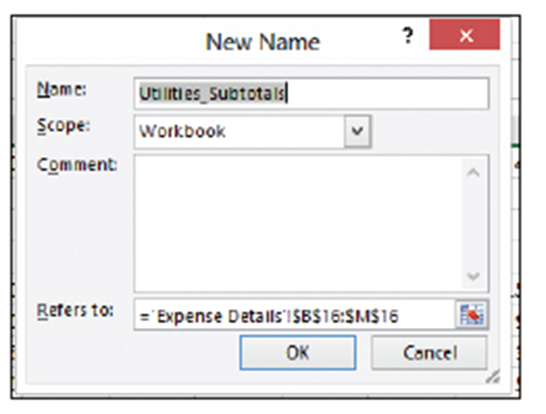 New Name
?
×
Name: Utilities_Subtotals
Scope: Workbook
Comment:
Refers to: ='Expense Details'!$B$16:$M$16
OK Cancel